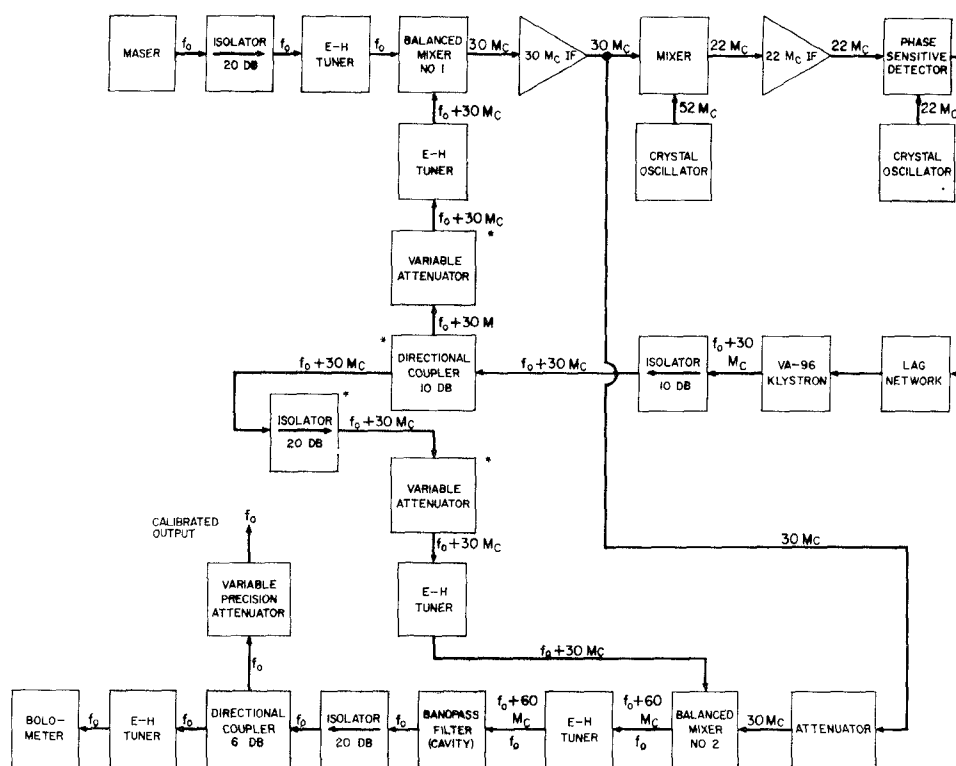 MASER
f₀
ISOLATOR
20 DB
f₀
E-H
TUNER
f₀
BALANCED
MIXER
NO 1
30 MC
30 MC IF
30 MC
MIXER
22 MC
22 MC IF
22 MC
PHASE
SENSITIVE
DETECTOR
f₀+30 MC
52 MC
22 MC
E-H
TUNER
CRYSTAL
OSCILLATOR
CRYSTAL
OSCILLATOR
f₀+30 MC
*
VARIABLE
ATTENUATOR
f₀+30 M
*
DIRECTIONAL
COUPLER
10 DB
f₀+30 MC
f₀+30 MC
ISOLATOR
10 DB
f₀+30
MC
VA-96
KLYSTRON
LAG
NETWORK
*
ISOLATOR
20 DB
f₀+30 MC
*
VARIABLE
ATTENUATOR
f₀+30 MC
30 MC
CALIBRATED
OUTPUT
f₀
VARIABLE
PRECISION
ATTENUATOR
E-H
TUNER
f₀
f₀+30 MC
BOLO-
METER
f₀
E-H
TUNER
f₀
DIRECTIONAL
COUPLER
6 DB
f₀
ISOLATOR
20 DB
f₀
BANDPASS
FILTER
(CAVITY)
f₀+60
MC
f₀
E-H
TUNER
f₀+60
MC
f₀
BALANCED
MIXER
NO 2
30 MC
ATTENUATOR